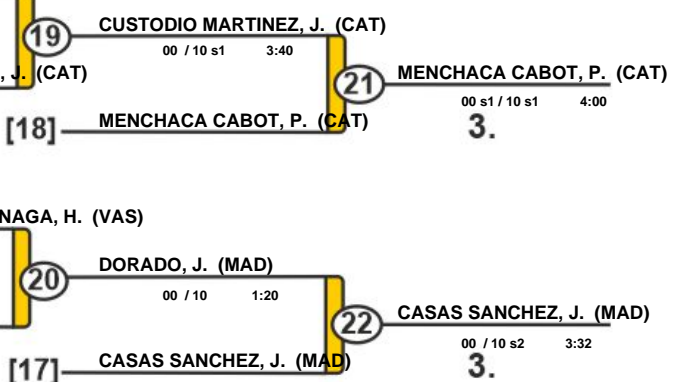 19 CUSTODIO MARTINEZ, J. (CAT)
00 / 10 s1 3:40
, J. (CAT)
21 MENCHACA CABOT, P. (CAT)
00 s1 / 10 s1 4:00
[18] MENCHACA CABOT, P. (CAT)
3.
NAGA, H. (VAS)
20 DORADO, J. (MAD)
00 / 10 1:20
22 CASAS SANCHEZ, J. (MAD)
00 / 10 s2 3:32
[17] CASAS SANCHEZ, J. (MAD)
3.